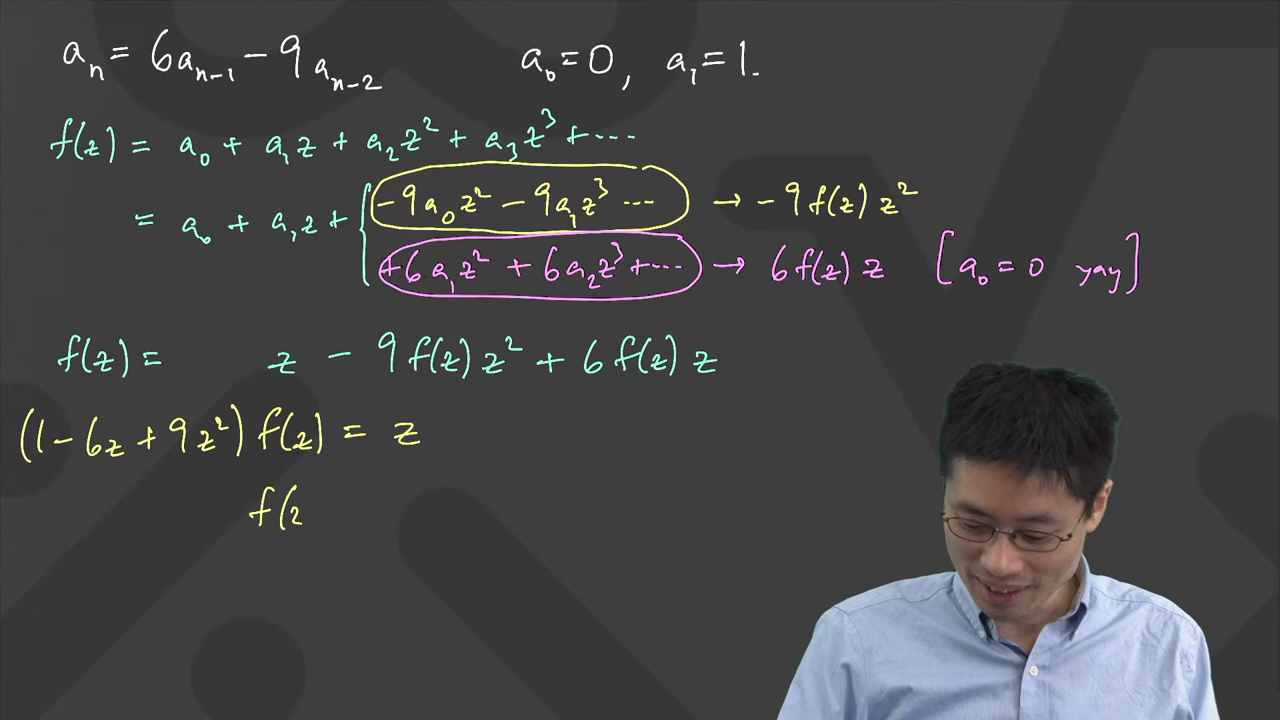 aₙ = 6aₙ₋₁ − 9aₙ₋₂ a₀ = 0, a₁ = 1.
f(z) = a₀ + a₁z + a₂z² + a₃z³ + ⋯
−9a₀z² − 9a₁z³ ⋯ → −9f(z)z²
= a₀ + a₁z + {
+6a₁z² + 6a₂z³ + ⋯ → 6f(z)z [a₀ = 0 yay]
f(z) = z − 9f(z)z² + 6f(z)z
(1 − 6z + 9z²) f(z) = z
f(z